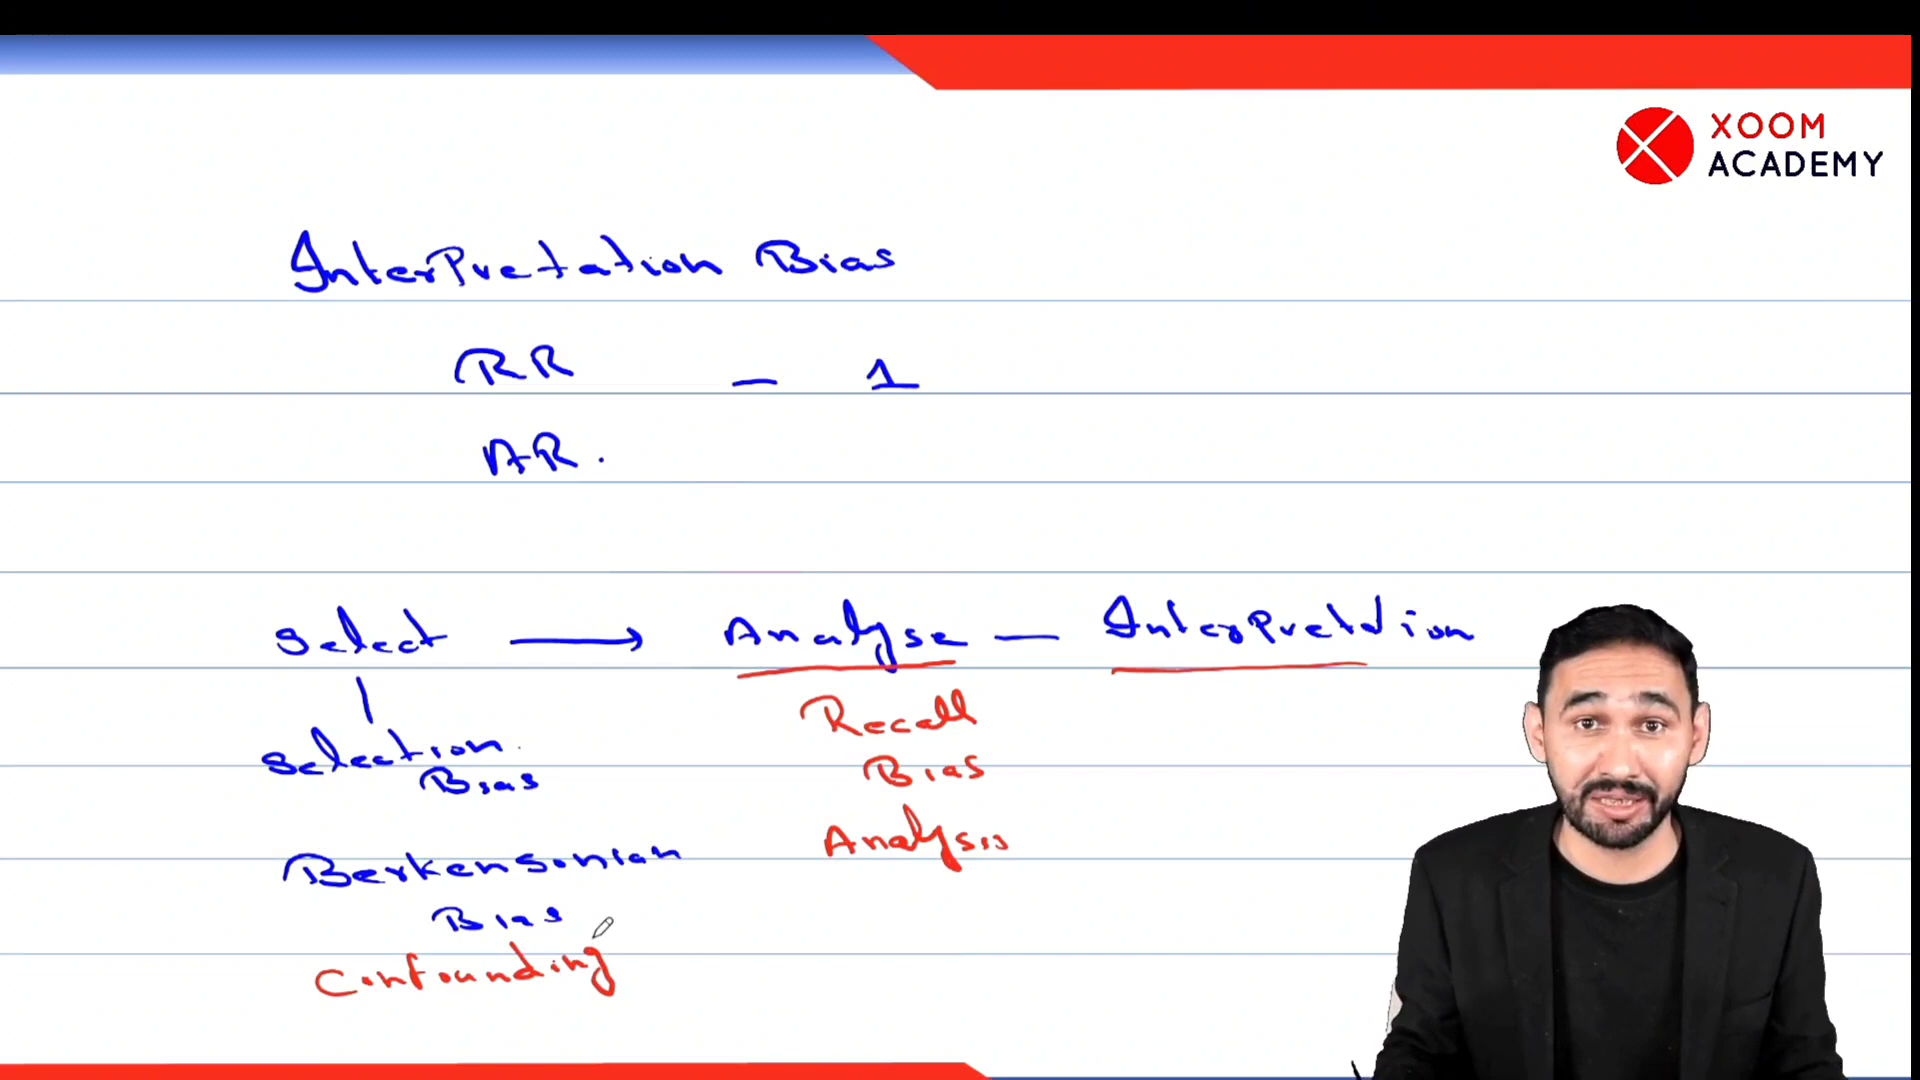 XOOM
ACADEMY
Interpretation Bias
RR - 1
AR.
Select → Analyse - Interpretation
Selection
Bias
Recall
Bias
Analysis
Berkensonian
Bias
Confounding